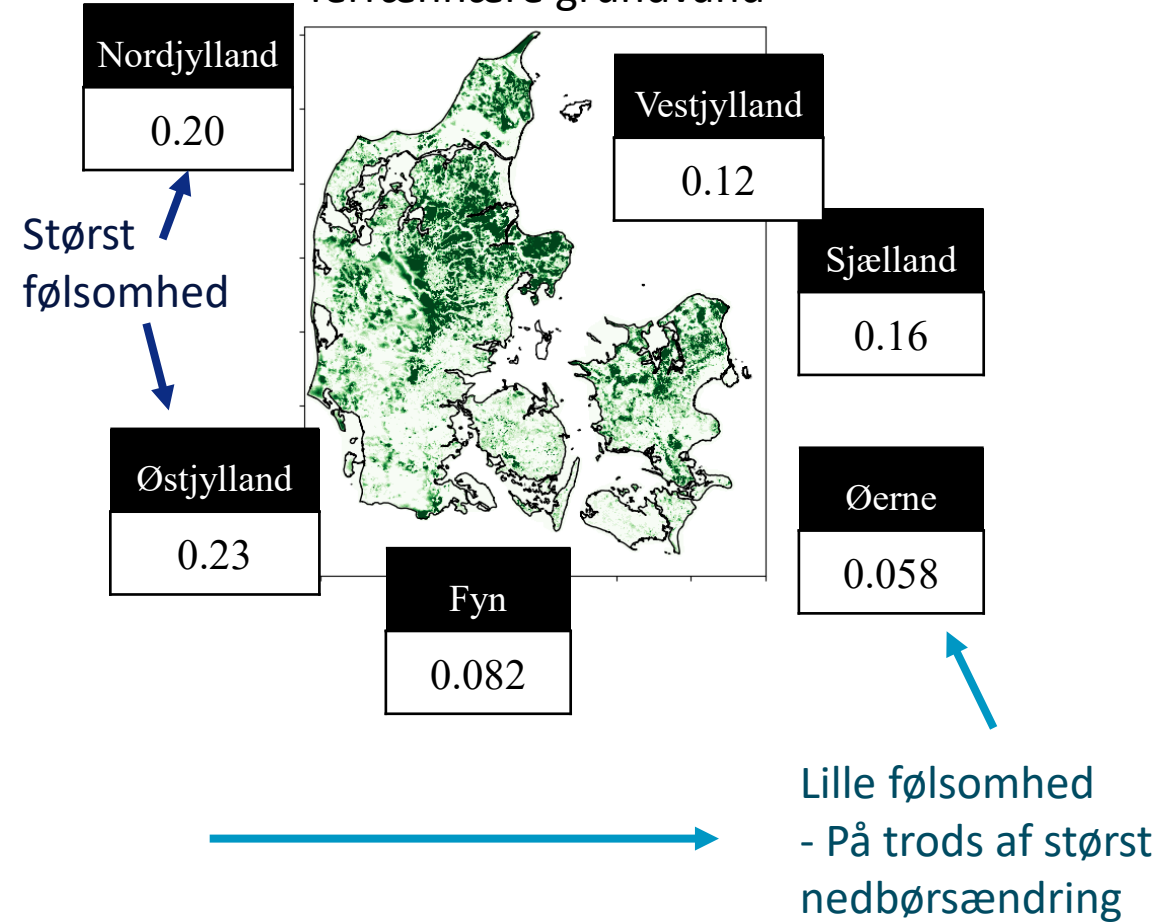 grundvand
Nordjylland
0.20
Vestjylland
0.12
Størst
følsomhed
Sjælland
0.16
Østjylland
0.23
Øerne
0.058
Fyn
0.082
Lille følsomhed
- På trods af størst
nedbørsændring